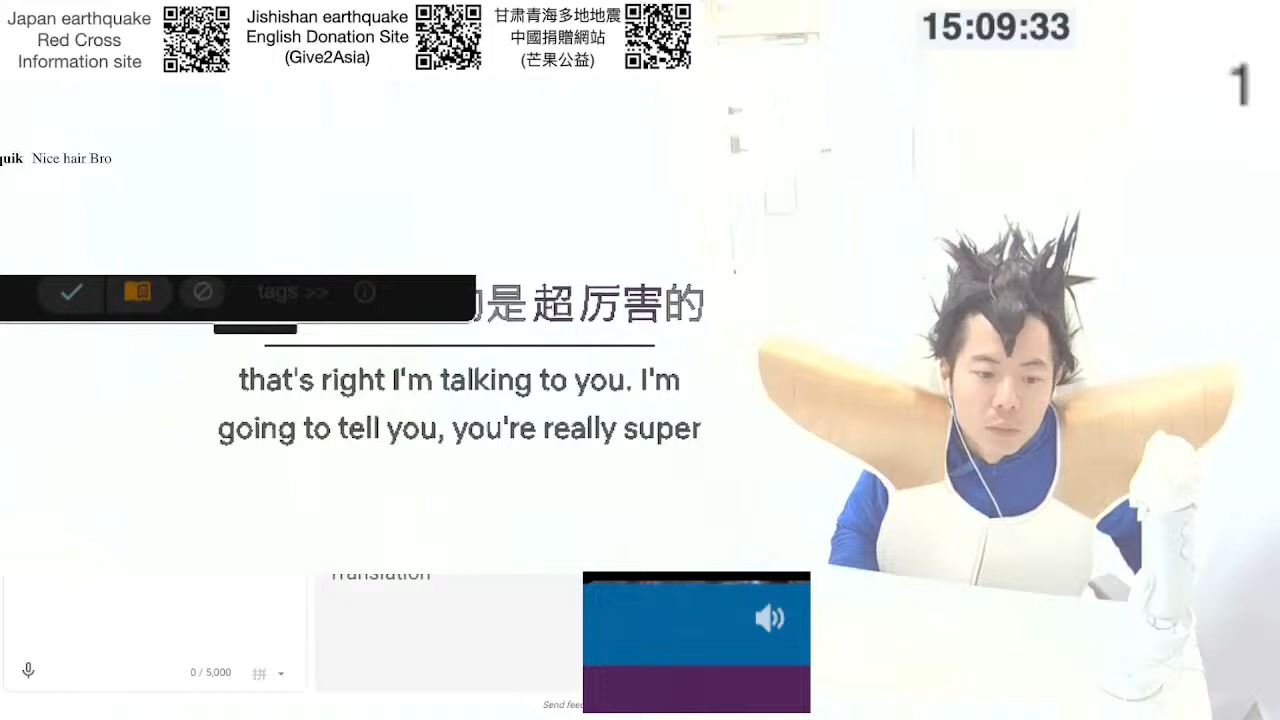 Japan earthquake
Red Cross
Information site
Jishishan earthquake
English Donation Site
(Give2Asia)
甘肅青海多地地震
中國捐贈網站
(芒果公益)
15:09:33
1
Nice hair Bro
tags >>
是超厉害的
that's right I'm talking to you. I'm
going to tell you, you're really super
Translation
0 / 5,000
拼
Send